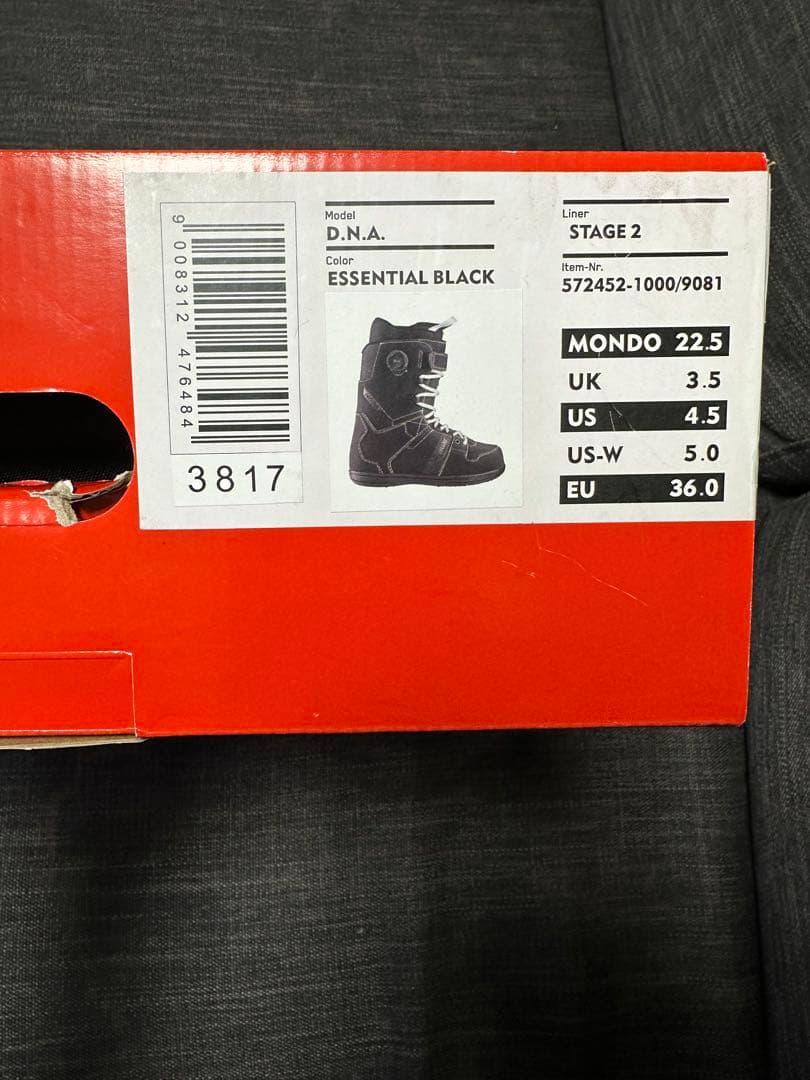 9 008312 476484
3817
Model
D.N.A.
Color
ESSENTIAL BLACK
Liner
STAGE 2
Item-Nr.
572452-1000/9081
MONDO 22.5
UK 3.5
US 4.5
US-W 5.0
EU 36.0